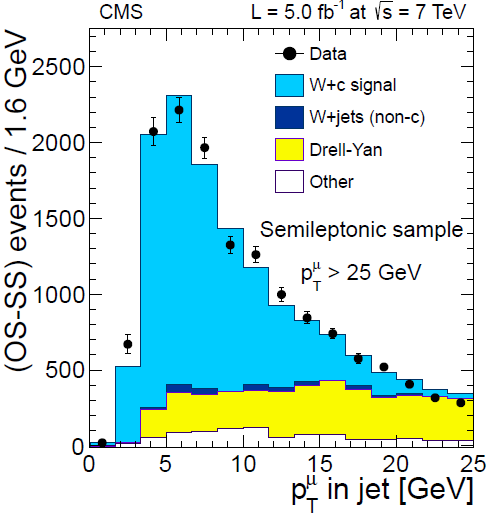 CMS L = 5.0 fb⁻¹ at √s = 7 TeV
(OS-SS) events / 1.6 GeV
2500
2000
1500
1000
500
0
Data
W+c signal
W+jets (non-c)
Drell-Yan
Other
Semileptonic sample
p_T^μ > 25 GeV
0 5 10 15 20 25
p_T^μ in jet [GeV]